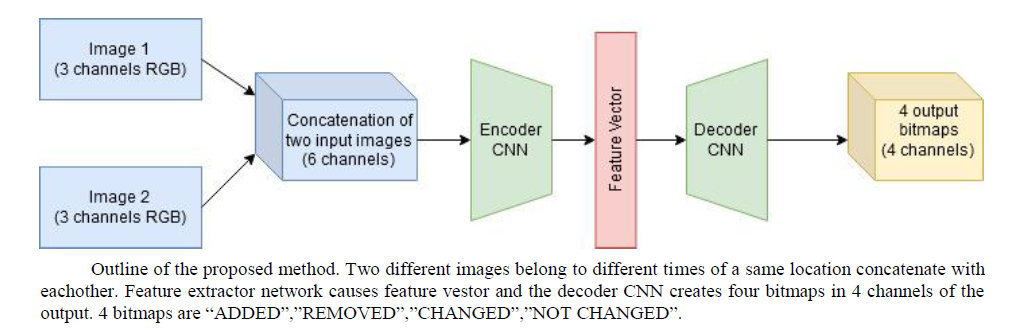 Image 1
(3 channels RGB)
Image 2
(3 channels RGB)
Concatenation of
two input images
(6 channels)
Encoder
CNN
Feature Vector
Decoder
CNN
4 output
bitmaps
(4 channels)
Outline of the proposed method. Two different images belong to different times of a same location concatenate with
eachother. Feature extractor network causes feature vestor and the decoder CNN creates four bitmaps in 4 channels of the
output. 4 bitmaps are “ADDED”,”REMOVED”,”CHANGED”,”NOT CHANGED”.